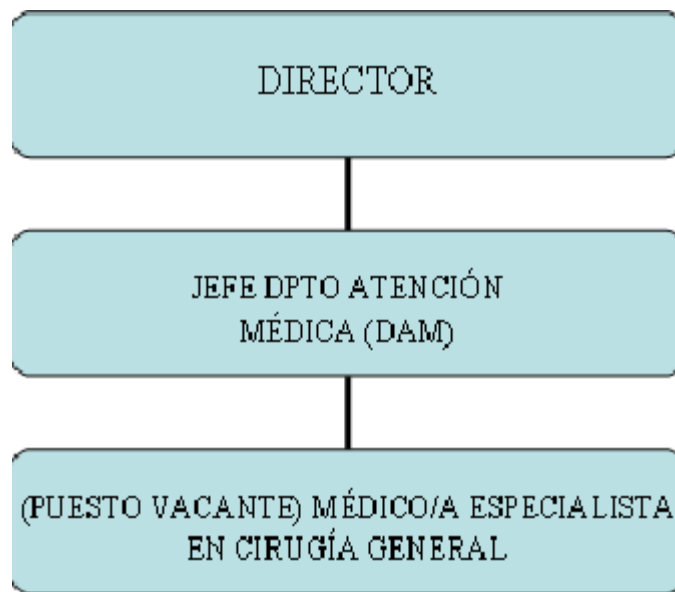 DIRECTOR
JEFE DPTO ATENCIÓN
MÉDICA (DAM)
(PUESTO VACANTE) MÉDICO/A ESPECIALISTA
EN CIRUGÍA GENERAL